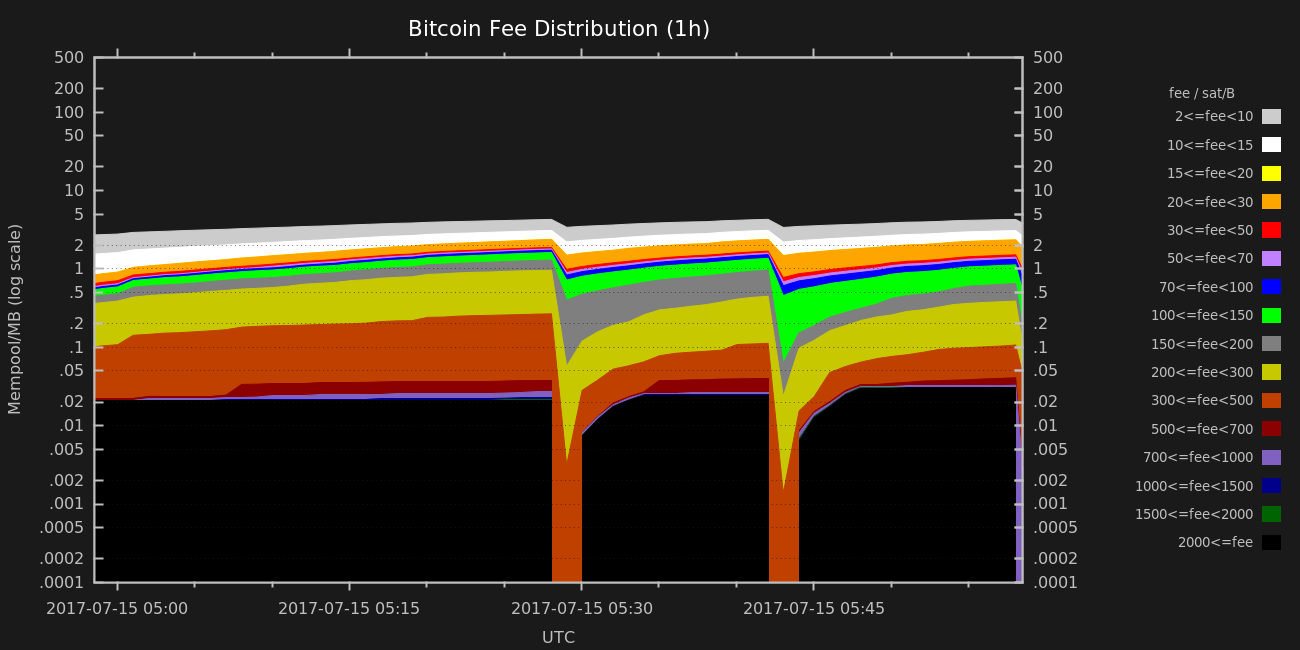 Bitcoin Fee Distribution (1h)
Mempool/MB (log scale)
500
200
100
50
20
10
5
2
1
.5
.2
.1
.05
.02
.01
.005
.002
.001
.0005
.0002
.0001
500
200
100
50
20
10
5
2
1
.5
.2
.1
.05
.02
.01
.005
.002
.001
.0005
.0002
.0001
2017-07-15 05:00
2017-07-15 05:15
2017-07-15 05:30
2017-07-15 05:45
UTC
fee / sat/B
2<=fee<10
10<=fee<15
15<=fee<20
20<=fee<30
30<=fee<50
50<=fee<70
70<=fee<100
100<=fee<150
150<=fee<200
200<=fee<300
300<=fee<500
500<=fee<700
700<=fee<1000
1000<=fee<1500
1500<=fee<2000
2000<=fee